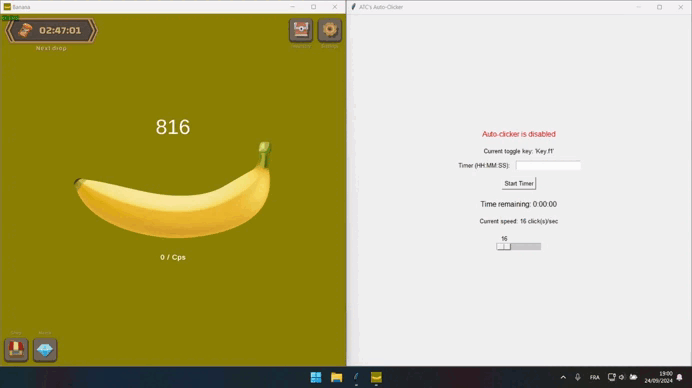 Banana
02:47:01
Next drop
816
0 / Cps
ATC's Auto-Clicker
Auto-clicker is disabled
Current toggle key: 'Key.f1'
Timer (HH:MM:SS):
Start Timer
Time remaining: 0:00:00
Current speed: 16 click(s)/sec
16
FRA
19:00
24/09/2024